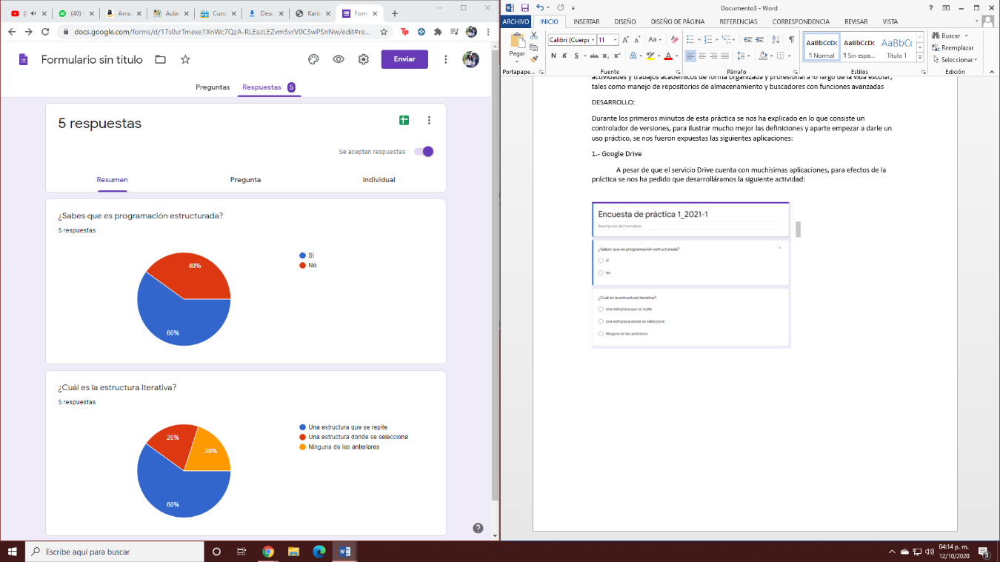 (
(40)
Ama
Aulas
Curso
Desc
Karin
Form
docs.google.com/forms/d/17s0vrTmexe1XnWc7QzA-RLEazLEZvm3vrV0C3wPSnNw/edit#re...
Formulario sin título
Enviar
Preguntas
Respuestas 5
5 respuestas
Se aceptan respuestas
Resumen
Pregunta
Individual
¿Sabes que es programación estructurada?
5 respuestas
40%
60%
Sí
No
¿Cuál es la estructura iterativa?
5 respuestas
20%
20%
60%
Una estructura que se repite
Una estructura donde se selecciona
Ninguna de las anteriores
Documento3 - Word
ARCHIVO INICIO INSERTAR DISEÑO DISEÑO DE PÁGINA REFERENCIAS CORRESPONDENCIA REVISAR VISTA
Pegar
Calibri (Cuerp 11
N K S abc x₂ x²
AaBbCcDc AaBbCcDc AaBbCc
¶ Normal ¶ Sin espa... Título 1
Buscar
Reemplazar
Seleccionar
Portapape... Fuente Párrafo Estilos Edición
actividades y trabajos académicos de forma organizada y profesional a lo largo de la vida escolar,
tales como manejo de repositorios de almacenamiento y buscadores con funciones avanzadas
DESARROLLO:
Durante los primeros minutos de esta práctica se nos ha explicado en lo que consiste un
controlador de versiones, para ilustrar mucho mejor las definiciones y aparte empezar a darle un
uso práctico, se nos fueron expuestas las siguientes aplicaciones:
1.- Google Drive
A pesar de que el servicio Drive cuenta con muchísimas aplicaciones, para efectos de la
práctica se nos ha pedido que desarrolláramos la siguiente actividad:
Encuesta de práctica 1_2021-1
Descripción del formulario
¿Sabes que es programación estructurada? *
Sí
No
¿Cuál es la estructura iterativa?
Una estructura que se repite
Una estructura donde se selecciona
Ninguna de las anteriores
Escribe aquí para buscar
04:14 p. m.
12/10/2020
3